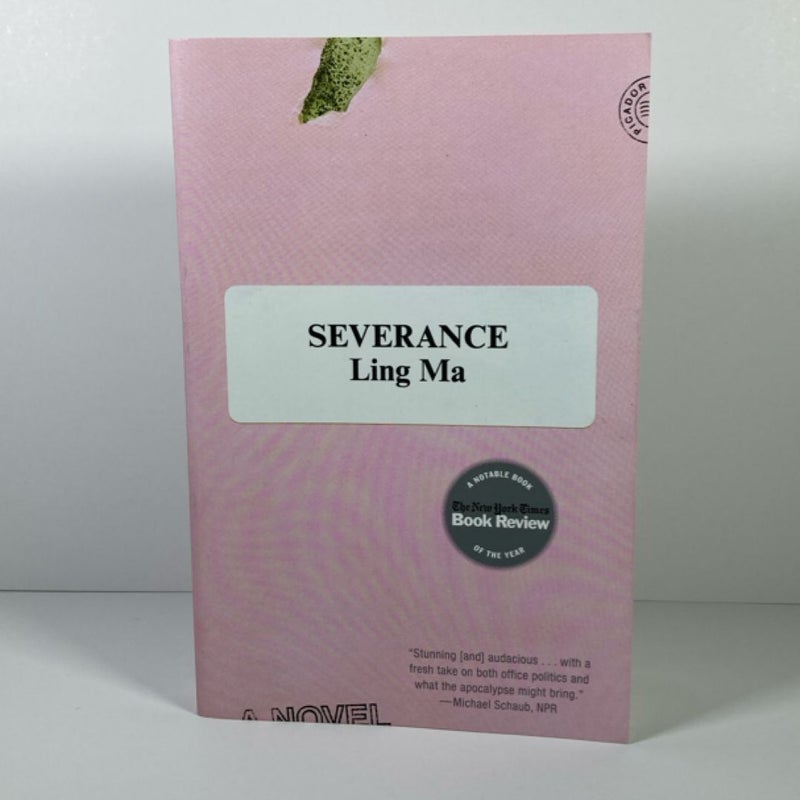 PICADOR
SEVERANCE
Ling Ma
A NOTABLE BOOK
The New York Times
Book Review
OF THE YEAR
“Stunning [and] audacious . . . with a
fresh take on both office politics and
what the apocalypse might bring.”
—Michael Schaub, NPR
A NOVEL